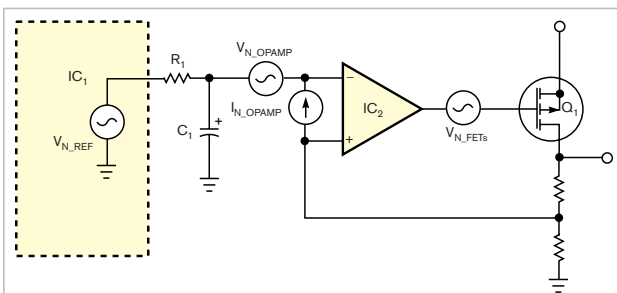 IC1
VN_REF
R1
C1
+
VN_OPAMP
IN_OPAMP
−
+
IC2
VN_FETs
Q1